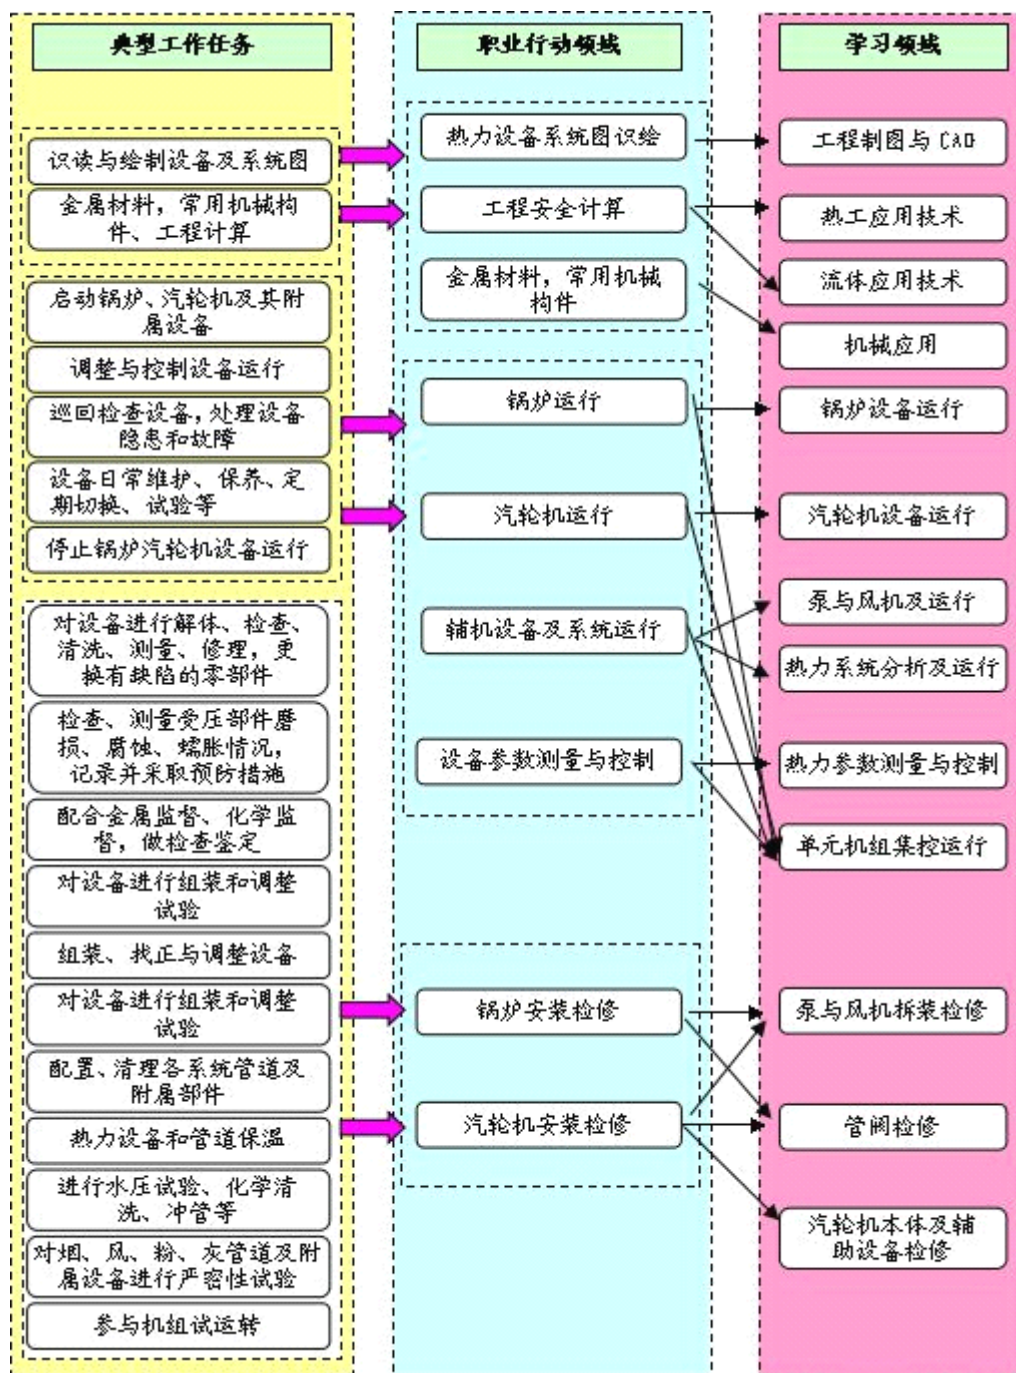 典型工作任务
识读与绘制设备及系统图
金属材料，常用机械构
件、工程计算
启动锅炉、汽轮机及其附
属设备
调整与控制设备运行
巡回检查设备，处理设备
隐患和故障
设备日常维护、保养、定
期切换、试验等
停止锅炉汽轮机设备运行
对设备进行解体、检查、
清洗、测量、修理，更
换有缺陷的零部件
检查、测量受压部件磨
损、腐蚀、蠕胀情况，
记录并采取预防措施
配合金属监督、化学监
督，做检查鉴定
对设备进行组装和调整
试验
组装、找正与调整设备
对设备进行组装和调整
试验
配置、清理各系统管道及
附属部件
热力设备和管道保温
进行水压试验、化学清
洗、冲管等
对烟、风、粉、灰管道及附
属设备进行严密性试验
参与机组试运转
职业行动领域
热力设备系统图识绘
工程安全计算
金属材料，常用机械
构件
锅炉运行
汽轮机运行
辅机设备及系统运行
设备参数测量与控制
锅炉安装检修
汽轮机安装检修
学习领域
工程制图与 CAD
热工应用技术
流体应用技术
机械应用
锅炉设备运行
汽轮机设备运行
泵与风机及运行
热力系统分析及运行
热力参数测量与控制
单元机组集控运行
泵与风机拆装检修
管阀检修
汽轮机本体及辅
助设备检修